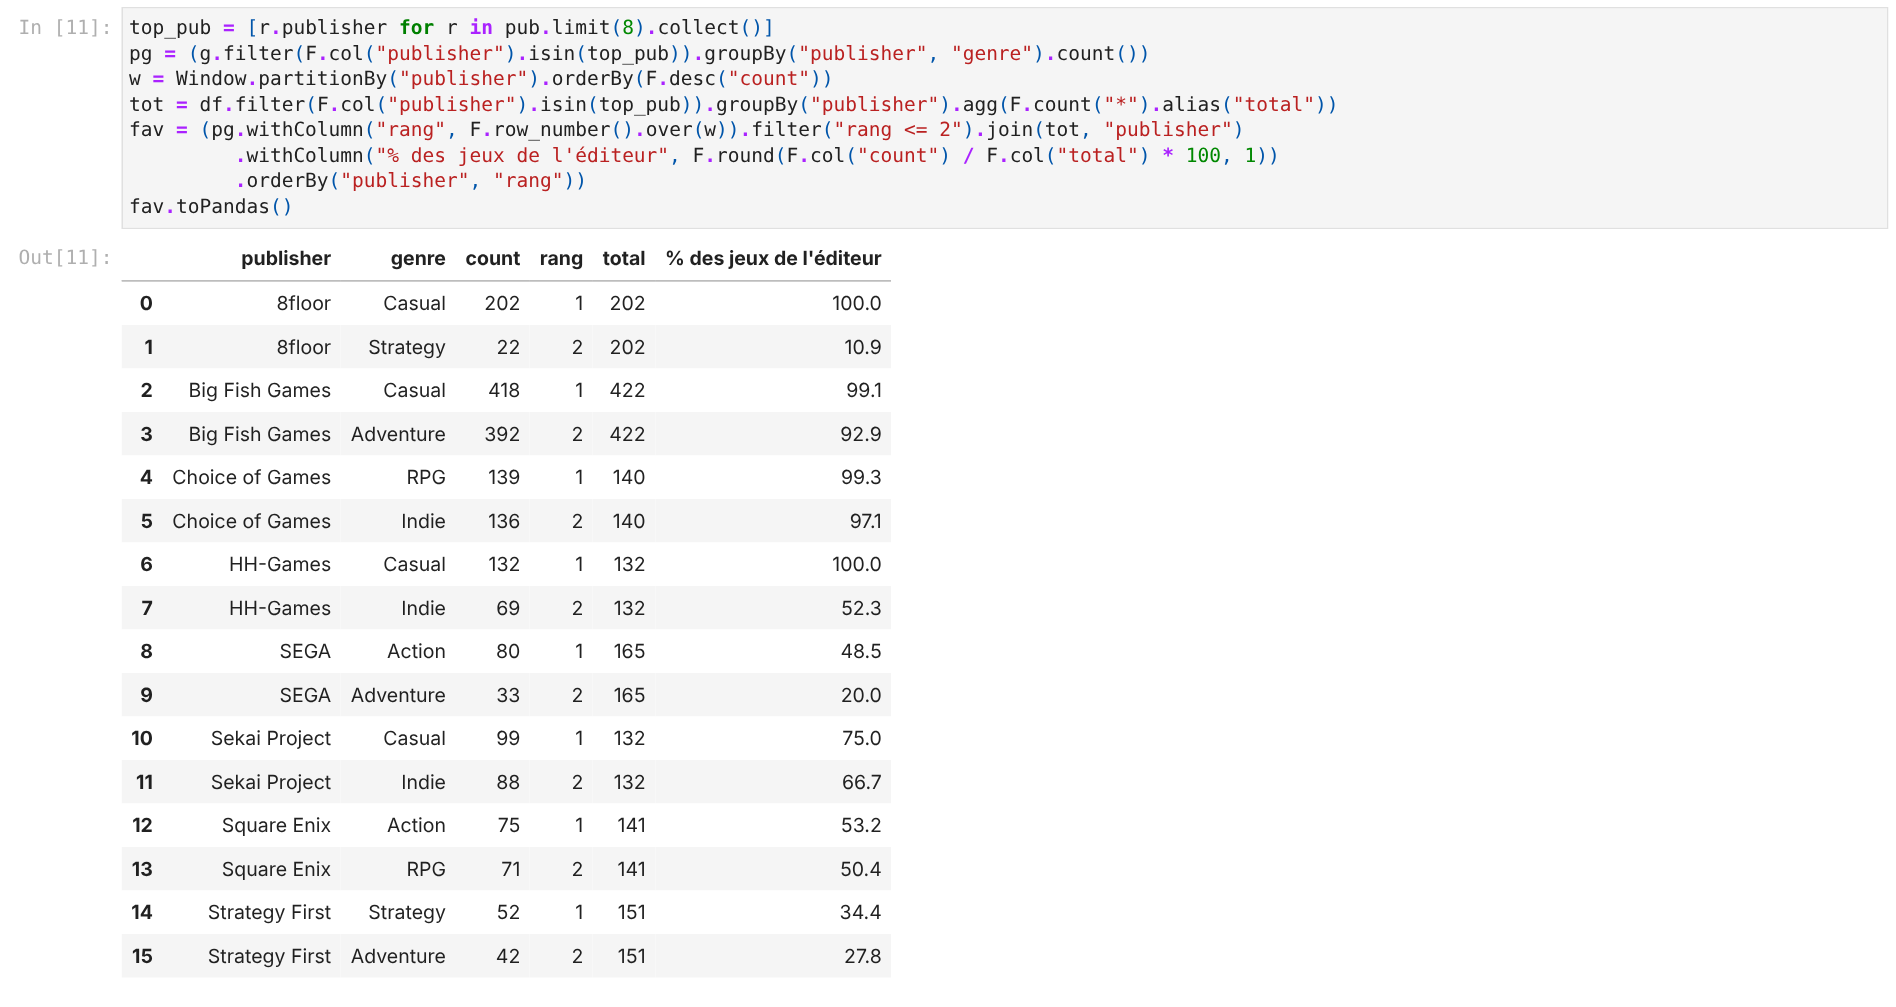 In [11]:
top_pub = [r.publisher for r in pub.limit(8).collect()]
pg = (g.filter(F.col("publisher").isin(top_pub)).groupBy("publisher", "genre").count())
w = Window.partitionBy("publisher").orderBy(F.desc("count"))
tot = df.filter(F.col("publisher").isin(top_pub)).groupBy("publisher").agg(F.count("*").alias("total"))
fav = (pg.withColumn("rang", F.row_number().over(w)).filter("rang <= 2").join(tot, "publisher")
         .withColumn("% des jeux de l'éditeur", F.round(F.col("count") / F.col("total") * 100, 1))
         .orderBy("publisher", "rang"))
fav.toPandas()
Out[11]:
publisher genre count rang total % des jeux de l'éditeur
0 8floor Casual 202 1 202 100.0
1 8floor Strategy 22 2 202 10.9
2 Big Fish Games Casual 418 1 422 99.1
3 Big Fish Games Adventure 392 2 422 92.9
4 Choice of Games RPG 139 1 140 99.3
5 Choice of Games Indie 136 2 140 97.1
6 HH-Games Casual 132 1 132 100.0
7 HH-Games Indie 69 2 132 52.3
8 SEGA Action 80 1 165 48.5
9 SEGA Adventure 33 2 165 20.0
10 Sekai Project Casual 99 1 132 75.0
11 Sekai Project Indie 88 2 132 66.7
12 Square Enix Action 75 1 141 53.2
13 Square Enix RPG 71 2 141 50.4
14 Strategy First Strategy 52 1 151 34.4
15 Strategy First Adventure 42 2 151 27.8